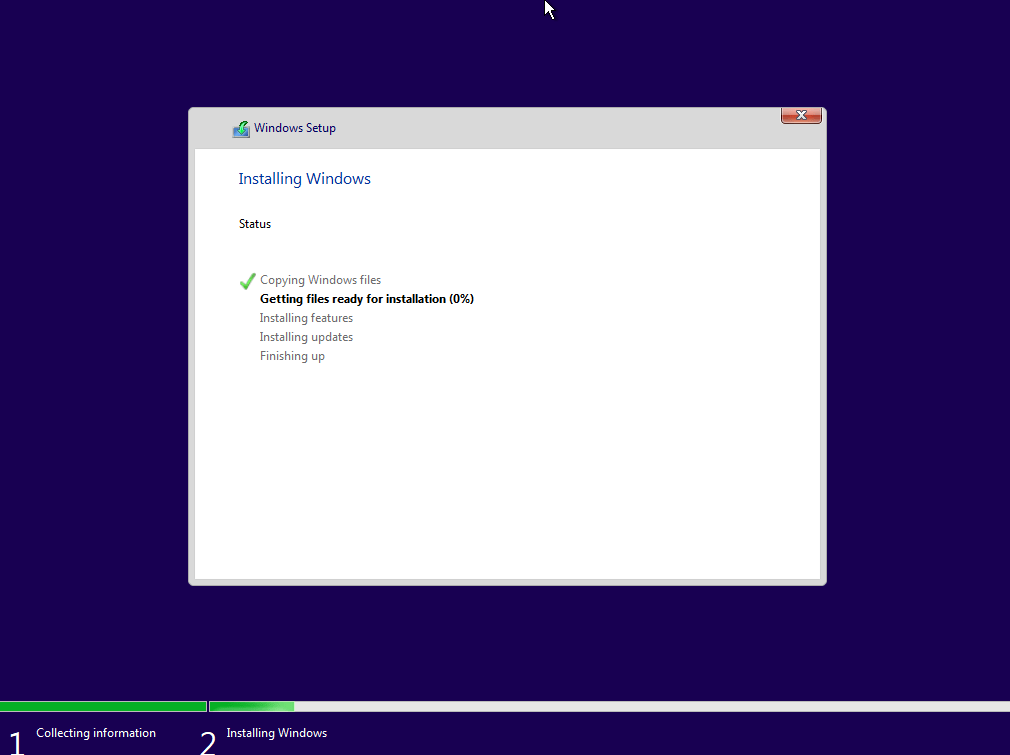 Windows Setup
Installing Windows
Status
Copying Windows files
Getting files ready for installation (0%)
Installing features
Installing updates
Finishing up
1 Collecting information 2 Installing Windows